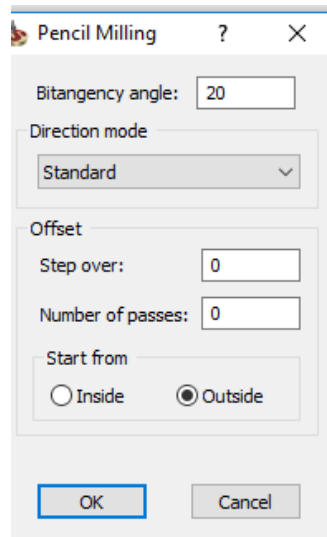 Pencil Milling ?
Bitangency angle: 20
Direction mode
Standard
Offset
Step over: 0
Number of passes: 0
Start from
Inside Outside
OK Cancel